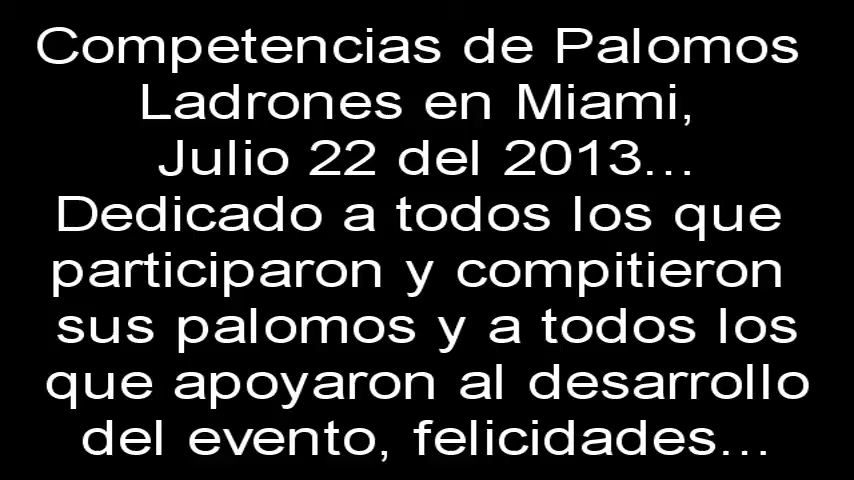 Competencias de Palomos
Ladrones en Miami,
Julio 22 del 2013...
Dedicado a todos los que
participaron y compitieron
sus palomos y a todos los
que apoyaron al desarrollo
del evento, felicidades...